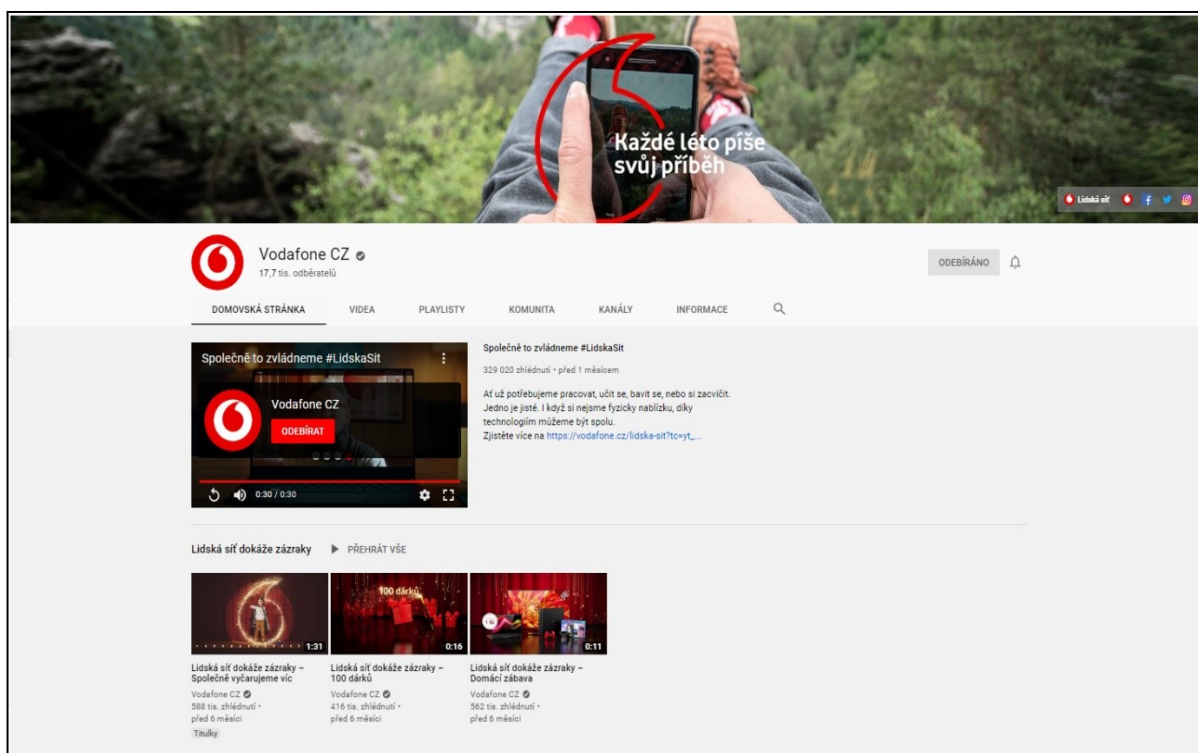 Každé léto píše
svůj příběh
Lidská síť
Vodafone CZ
17,7 tis. odběratelů
ODEBÍRÁNO
DOMOVSKÁ STRÁNKA VIDEA PLAYLISTY KOMUNITA KANÁLY INFORMACE
Společně to zvládneme #LidskaSit
Vodafone CZ
ODEBÍRAT
0:30 / 0:30
Společně to zvládneme #LidskaSit
329 020 zhlédnutí • před 1 měsícem
Ať už potřebujeme pracovat, učit se, bavit se, nebo si zacvičit.
Jedno je jisté. I když si nejsme fyzicky nablízku, díky
technologiím můžeme být spolu.
Zjistěte více na https://vodafone.cz/lidska-sit?tc=yt_...
Lidská síť dokáže zázraky PŘEHRÁT VŠE
1:31
Lidská síť dokáže zázraky –
Společně vyčarujeme víc
Vodafone CZ
588 tis. zhlédnutí •
před 6 měsíci
Titulky
100 dárků
0:16
Lidská síť dokáže zázraky –
100 dárků
Vodafone CZ
416 tis. zhlédnutí •
před 6 měsíci
0:11
Lidská síť dokáže zázraky –
Domácí zábava
Vodafone CZ
562 tis. zhlédnutí •
před 6 měsíci